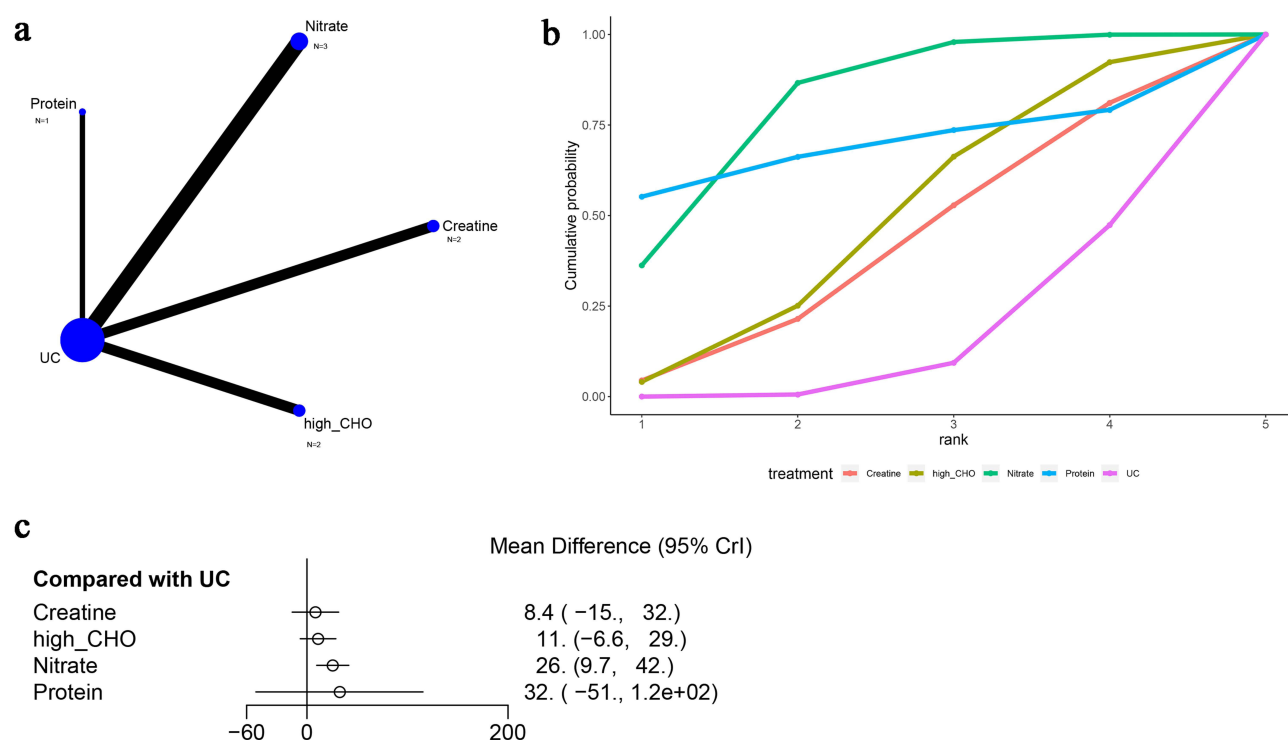 a
Nitrate
N=3
Protein
N=1
Creatine
N=2
UC
high_CHO
N=2
b
Cumulative probability
1.00
0.75
0.50
0.25
0.00
1 2 3 4 5
rank
treatment Creatine high_CHO Nitrate Protein UC
c
Mean Difference (95% CrI)
Compared with UC
Creatine 8.4 ( −15., 32.)
high_CHO 11. (−6.6, 29.)
Nitrate 26. (9.7, 42.)
Protein 32. ( −51., 1.2e+02)
−60 0 200